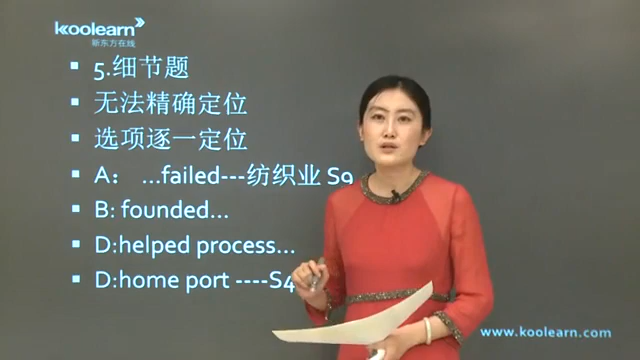 koolearn
新东方在线
5.细节题
无法精确定位
选项逐一定位
A： …failed---纺织业 S9
B: founded…
D:helped process…
D:home port ----S4
www.koolearn.com